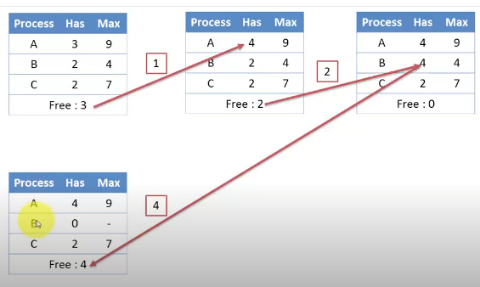 Process Has Max
A 3 9
B 2 4
C 2 7
Free : 3
1
Process Has Max
A 4 9
B 2 4
C 2 7
Free : 2
2
Process Has Max
A 4 9
B 4 4
C 2 7
Free : 0
Process Has Max
A 4 9
B 0 -
C 2 7
Free : 4
4